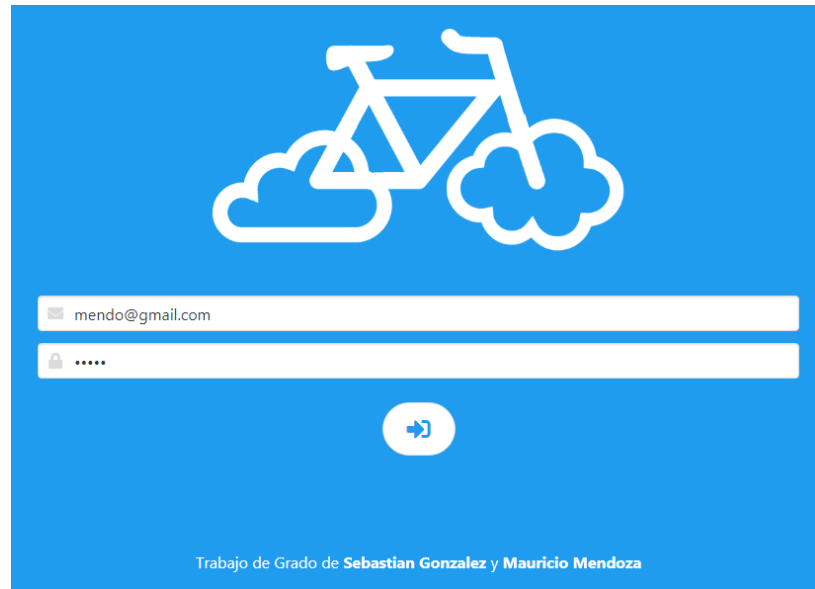 mendo@gmail.com
•••••
Trabajo de Grado de Sebastian Gonzalez y Mauricio Mendoza